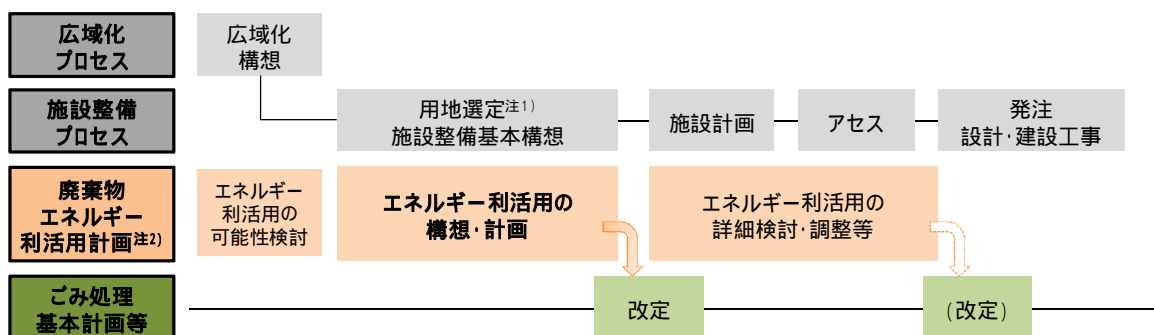 広域化
プロセス
広域化
構想
施設整備
プロセス
用地選定注1)
施設整備基本構想
施設計画
アセス
発注
設計・建設工事
廃棄物
エネルギー
利活用計画注2)
エネルギー
利活用の
可能性検討
エネルギー利活用の
構想・計画
エネルギー利活用の
詳細検討・調整等
ごみ処理
基本計画等
改定
(改定)